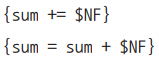 {sum += $NF}
{sum = sum + $NF}